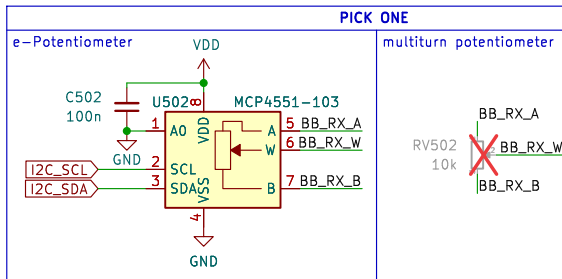 PICK ONE
e-Potentiometer
VDD
C502
100n
GND
U502
MCP4551-103
8
VDD
1
A0
2
SCL
3
SDA
VSS
4
A
5
BB_RX_A
W
6
BB_RX_W
B
7
BB_RX_B
I2C_SCL
I2C_SDA
GND
multiturn potentiometer
BB_RX_A
RV502
10k
2
BB_RX_W
BB_RX_B